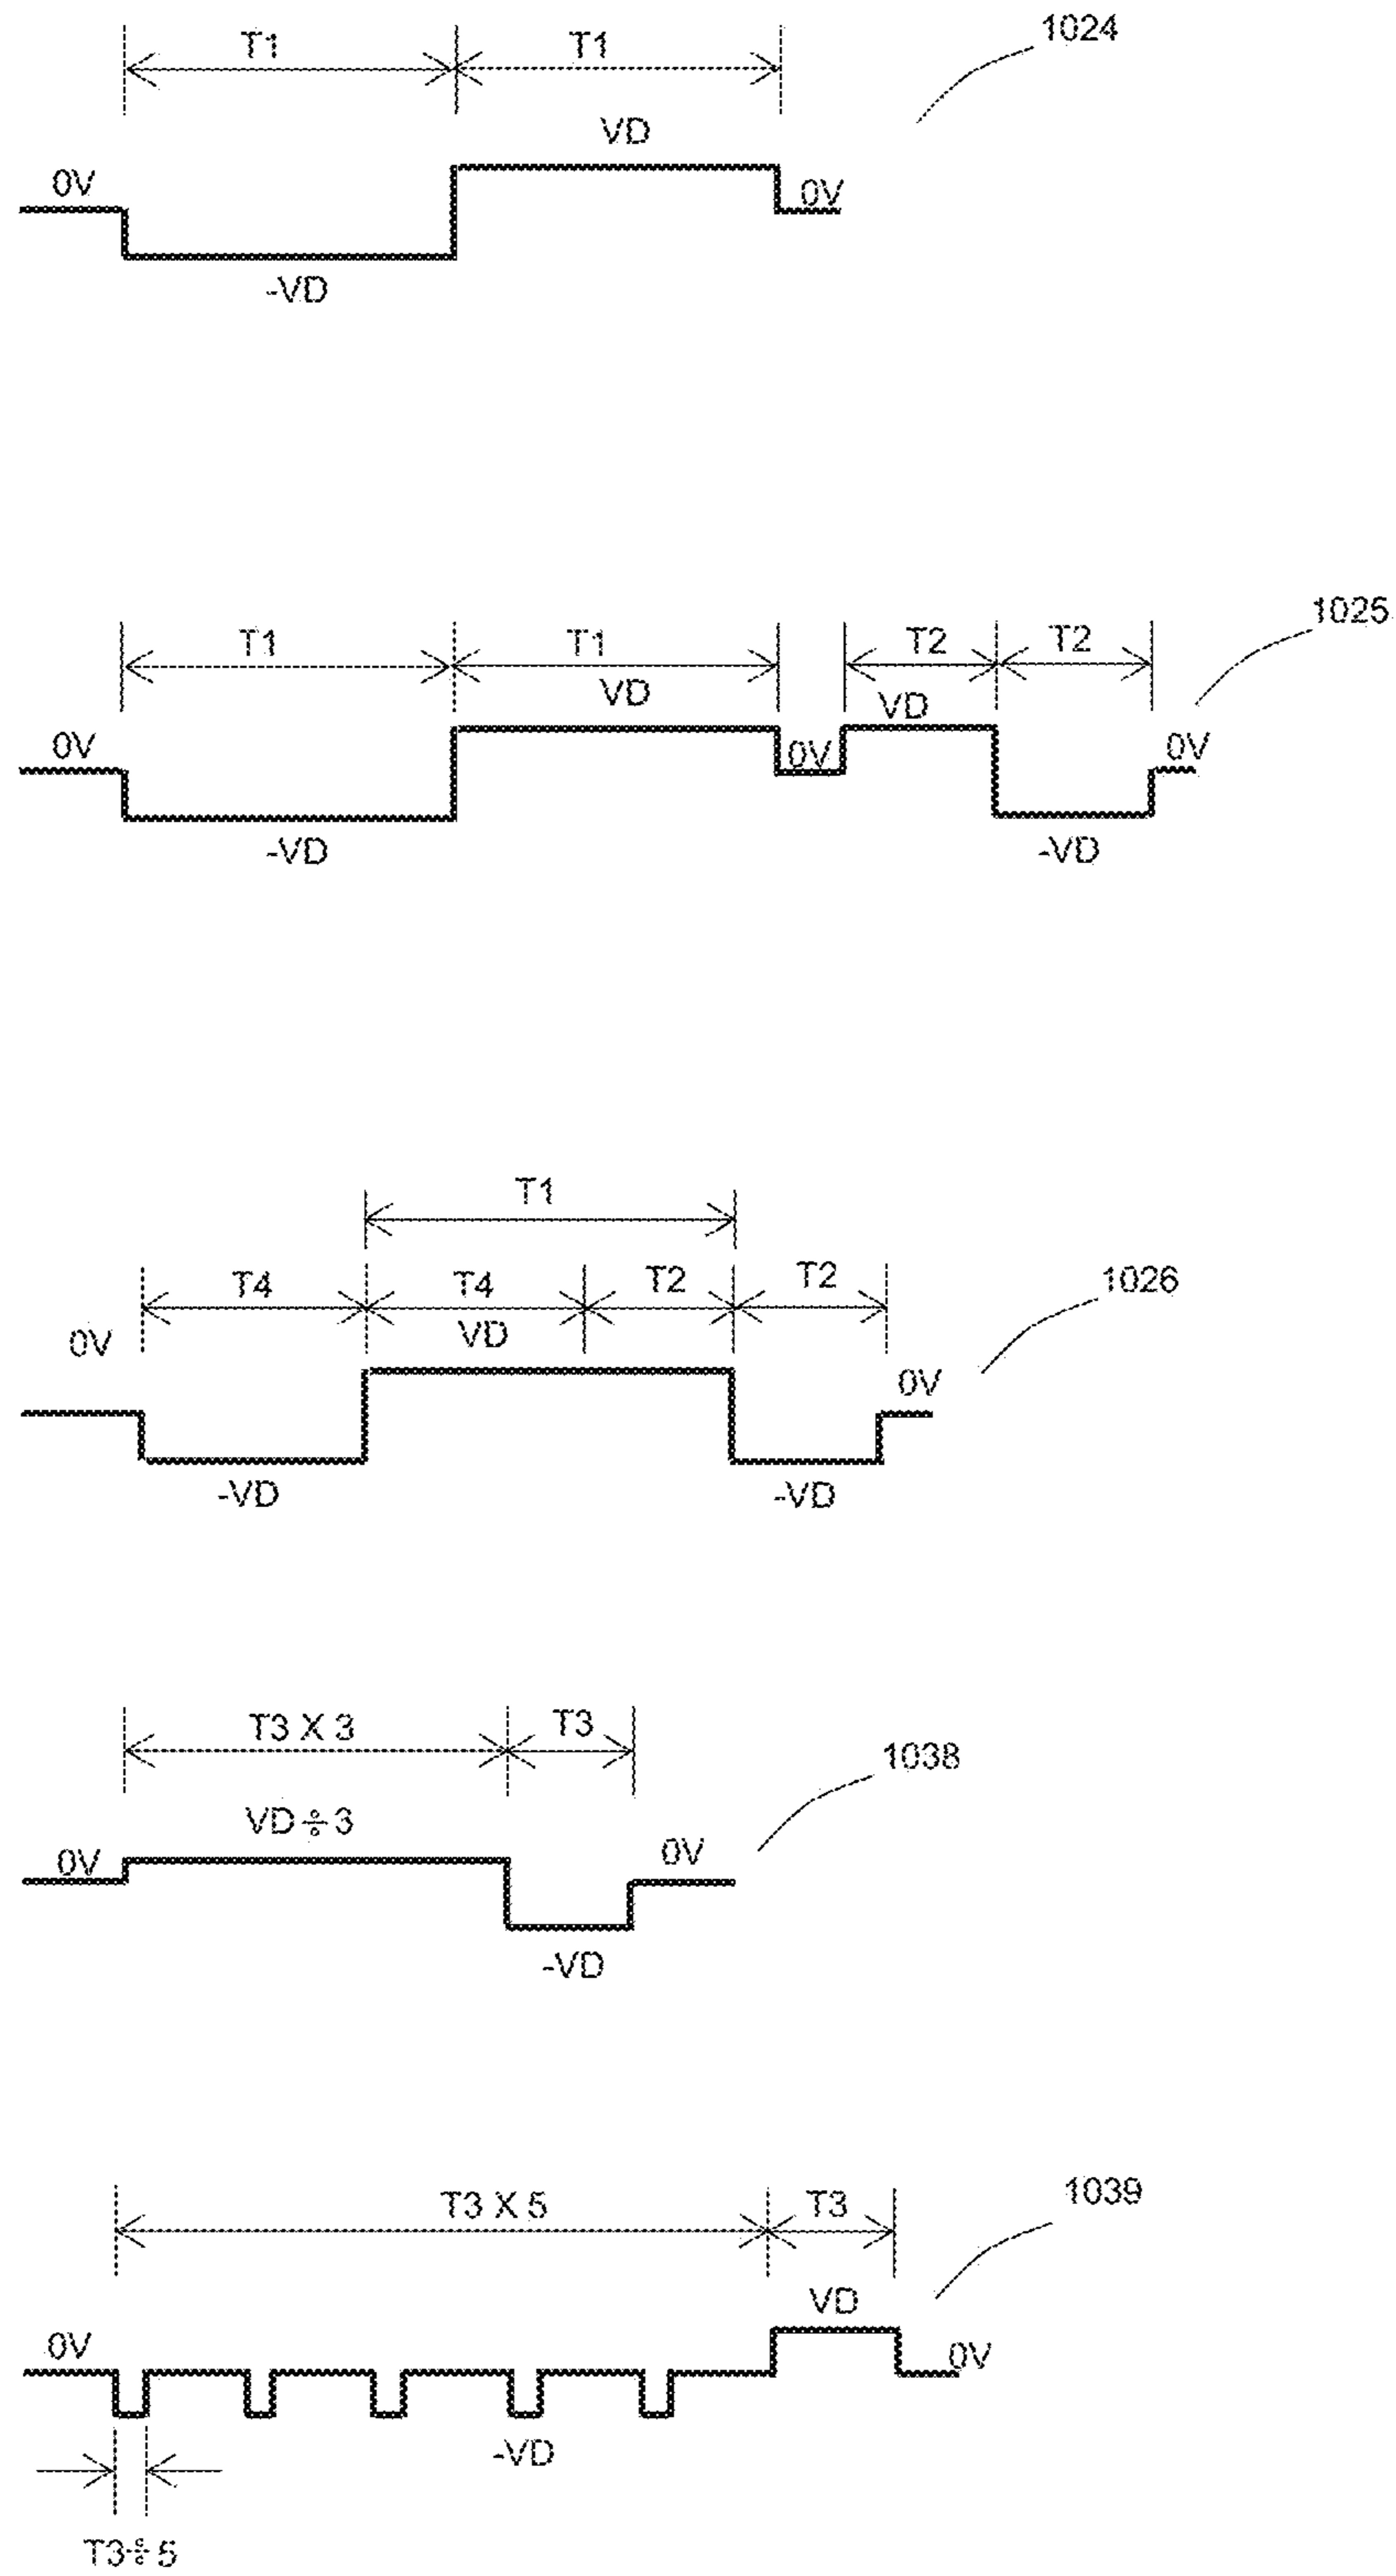 1024
T1 T1
VD
0V 0V
-VD
1025
T1 T1 T2 T2
VD VD
0V 0V 0V
-VD -VD
T1
1026
T4 T4 T2 T2
0V VD
0V
-VD -VD
T3 X 3 T3
1038
VD÷3
0V 0V
-VD
1039
T3 X 5 T3
VD
0V 0V
-VD
T3÷5